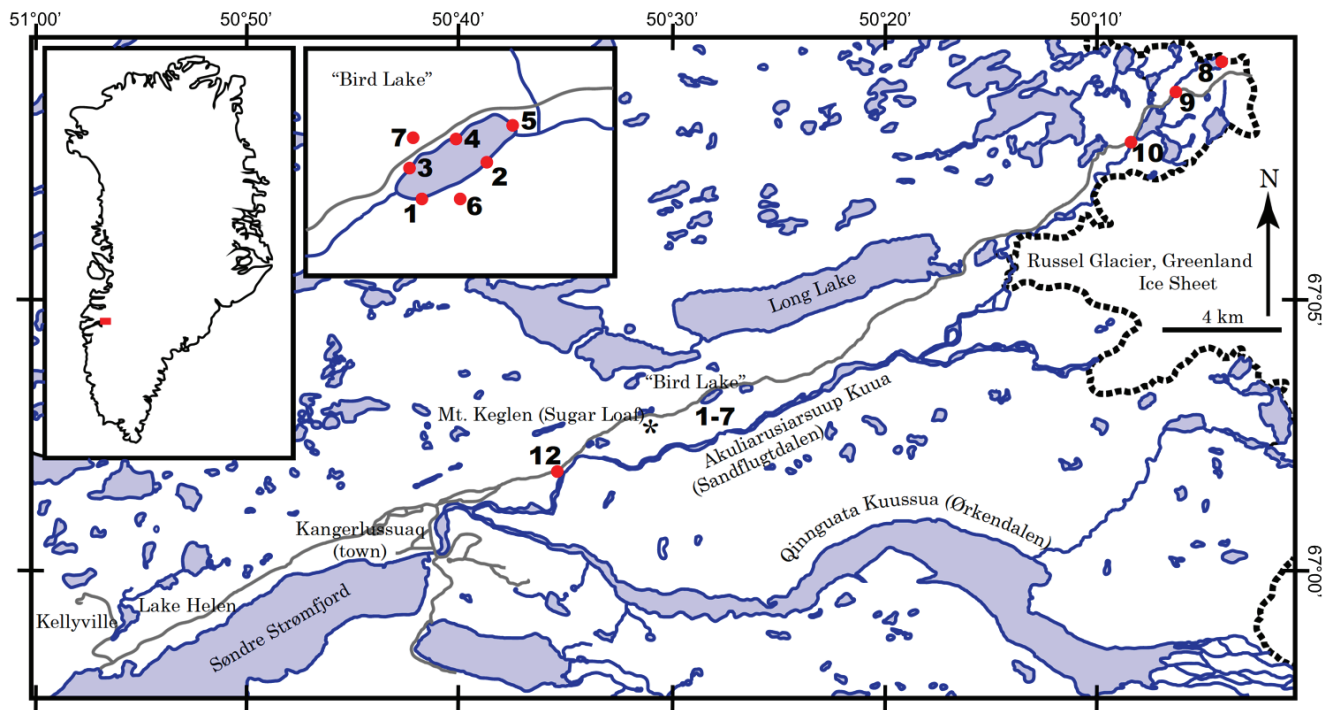 51°00'
50°50'
50°40'
50°30'
50°20'
50°10'
“Bird Lake”
7
4
5
3
2
1
6
8
9
10
N
Russel Glacier, Greenland
Ice Sheet
4 km
67°05'
Long Lake
“Bird Lake”
1-7
Mt. Keglen (Sugar Loaf)
*
Akuliarusiarsuup Kuua
(Sandflugtdalen)
12
Qinnguata Kuussua (Ørkendalen)
Kangerlussuaq
(town)
67°00'
Lake Helen
Kellyville
Søndre Strømfjord